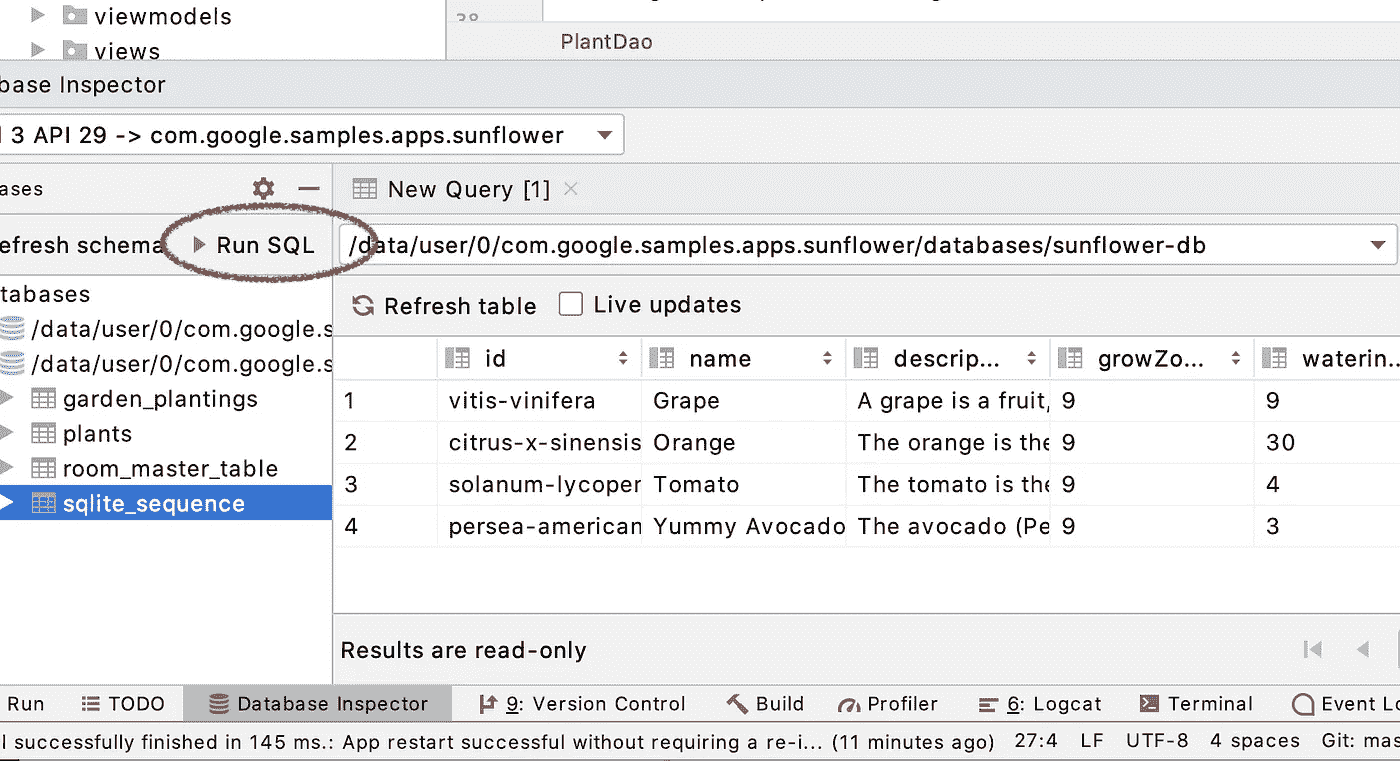 viewmodels
38
views
PlantDao
base Inspector
3 API 29 -> com.google.samples.apps.sunflower
ases
New Query [1]
efresh schema
Run SQL
/data/user/0/com.google.samples.apps.sunflower/databases/sunflower-db
tabases
Refresh table
Live updates
/data/user/0/com.google.s
/data/user/0/com.google.s
garden_plantings
plants
room_master_table
sqlite_sequence
id name descrip... growZo... waterin...
1 vitis-vinifera Grape A grape is a fruit, 9 9
2 citrus-x-sinensis Orange The orange is the 9 30
3 solanum-lycoper Tomato The tomato is the 9 4
4 persea-american Yummy Avocado The avocado (Pe 9 3
Results are read-only
Run TODO Database Inspector 9: Version Control Build Profiler 6: Logcat Terminal Event Lo
l successfully finished in 145 ms.: App restart successful without requiring a re-i... (11 minutes ago) 27:4 LF UTF-8 4 spaces Git: mas